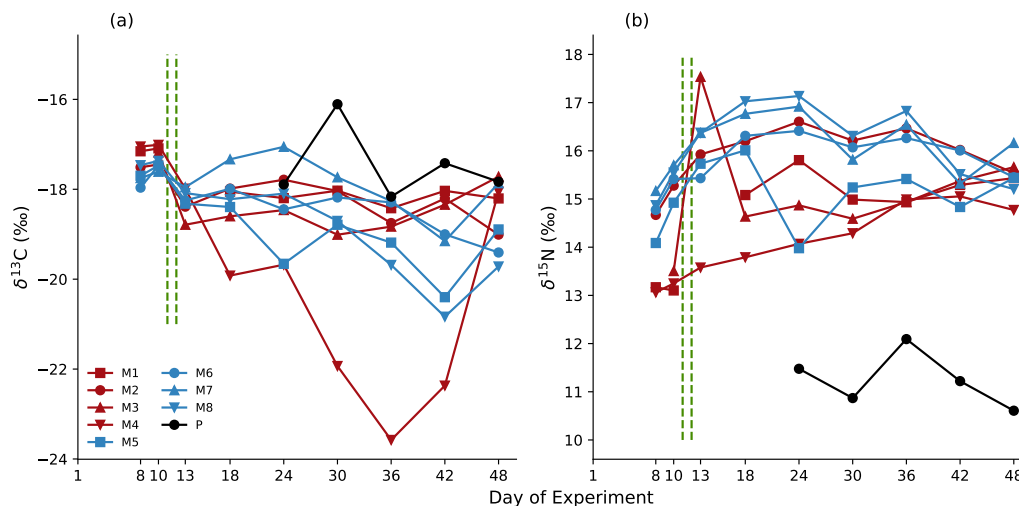 (a)
(b)
δ¹³C (‰)
−16
−18
−20
−22
−24
1 8 10 13 18 24 30 36 42 48
M1
M2
M3
M4
M5
M6
M7
M8
P
δ¹⁵N (‰)
18
17
16
15
14
13
12
11
10
1 8 10 13 18 24 30 36 42 48
Day of Experiment